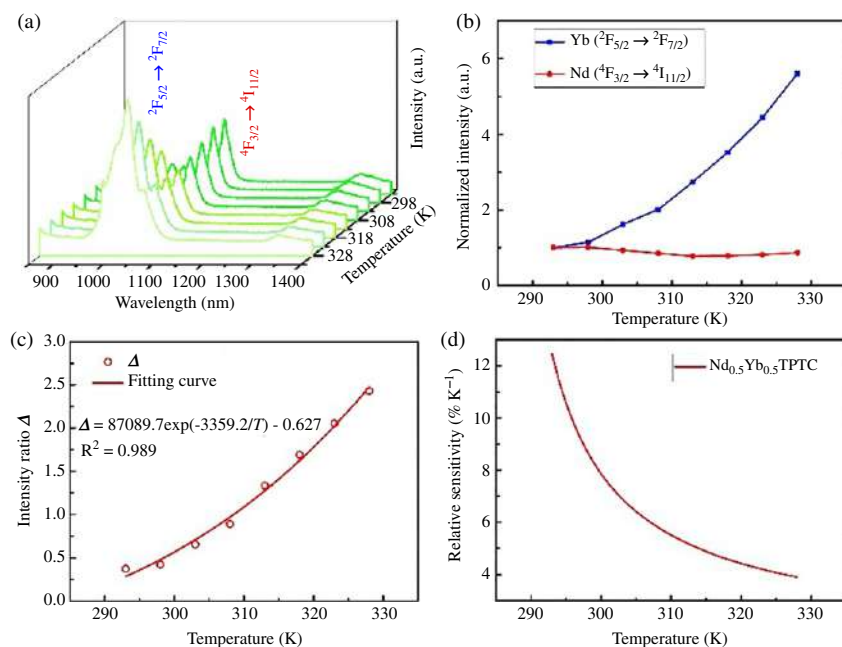 (a)
²F₅/₂ → ²F₇/₂
⁴F₃/₂ → ⁴I₁₁/₂
Intensity (a.u.)
298
308
318
328
Temperature (K)
900 1000 1100 1200 1300 1400
Wavelength (nm)
(b)
Yb (²F₅/₂ → ²F₇/₂)
Nd (⁴F₃/₂ → ⁴I₁₁/₂)
Normalized intensity (a.u.)
6
4
2
0
290 300 310 320 330
Temperature (K)
(c)
Δ
Fitting curve
Δ = 87089.7exp(-3359.2/T) - 0.627
R² = 0.989
Intensity ratio Δ
3.0
2.5
2.0
1.5
1.0
0.5
0.0
290 300 310 320 330
Temperature (K)
(d)
Nd₀.₅Yb₀.₅TPTC
Relative sensitivity (% K⁻¹)
12
10
8
6
4
290 300 310 320 330
Temperature (K)